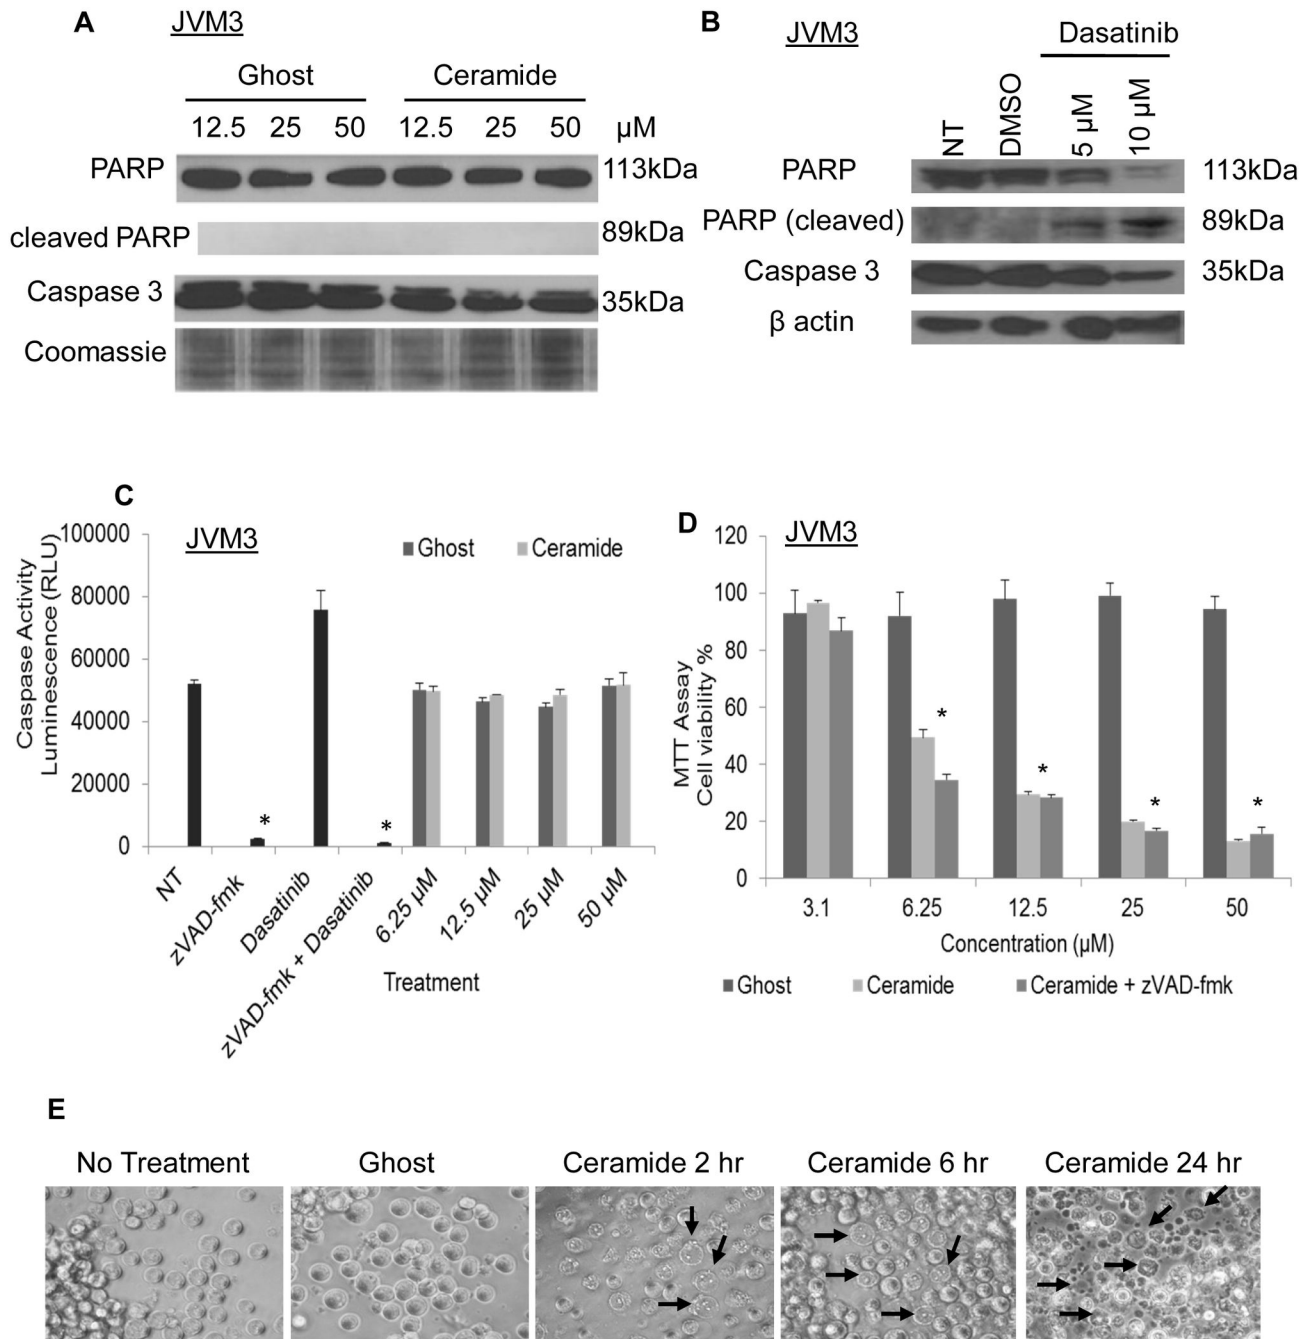 A
JVM3
Ghost
Ceramide
12.5 25 50 12.5 25 50 µM
PARP
113kDa
cleaved PARP
89kDa
Caspase 3
35kDa
Coomassie
B
JVM3
Dasatinib
NT
DMSO
5 µM
10 µM
PARP
113kDa
PARP (cleaved)
89kDa
Caspase 3
35kDa
β actin
C
JVM3
Ghost
Ceramide
Caspase Activity
Luminescence (RLU)
100000
80000
60000
40000
20000
0
*
*
NT
zVAD-fmk
Dasatinib
zVAD-fmk + Dasatinib
6.25 µM
12.5 µM
25 µM
50 µM
Treatment
D
JVM3
MTT Assay
Cell viability %
120
100
80
60
40
20
0
*
*
*
*
3.1 6.25 12.5 25 50
Concentration (µM)
Ghost
Ceramide
Ceramide + zVAD-fmk
E
No Treatment
Ghost
Ceramide 2 hr
Ceramide 6 hr
Ceramide 24 hr